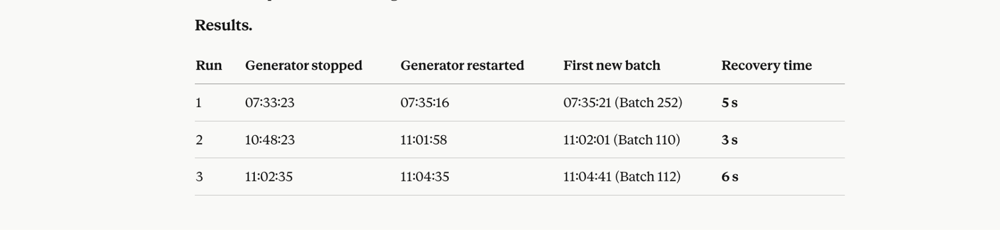 Results.
Run Generator stopped Generator restarted First new batch Recovery time
1 07:33:23 07:35:16 07:35:21 (Batch 252) 5 s
2 10:48:23 11:01:58 11:02:01 (Batch 110) 3 s
3 11:02:35 11:04:35 11:04:41 (Batch 112) 6 s